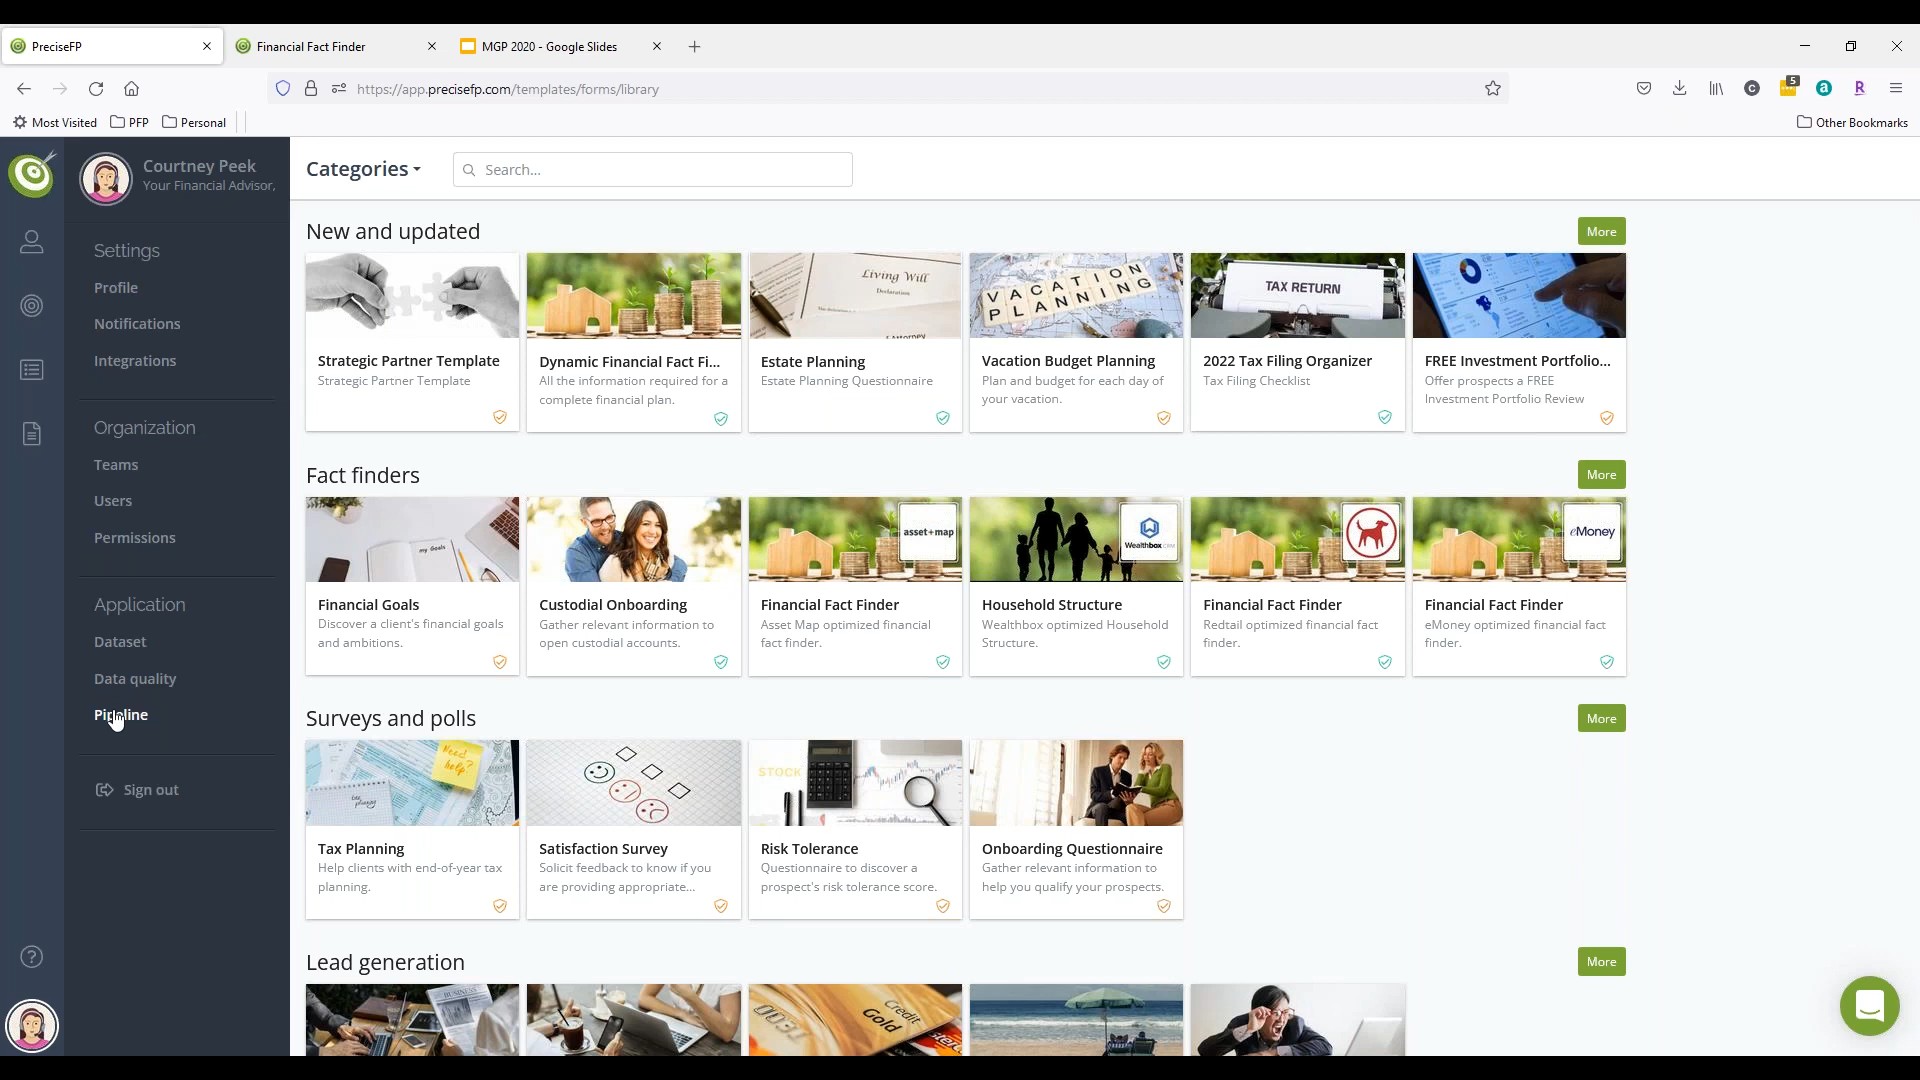 PreciseFP
Financial Fact Finder
MGP 2020 - Google Slides
https://app.precisefp.com/templates/forms/library
5
Most Visited
PFP
Personal
Other Bookmarks
Courtney Peek
Your Financial Advisor,
Settings
Profile
Notifications
Integrations
Organization
Teams
Users
Permissions
Application
Dataset
Data quality
Pipeline
Sign out
Categories
Search...
New and updated
More
Living Will
Declaration
VACATION
PLANNING
TAX RETURN
Strategic Partner Template
Strategic Partner Template
Dynamic Financial Fact Fi...
All the information required for a
complete financial plan.
Estate Planning
Estate Planning Questionnaire
Vacation Budget Planning
Plan and budget for each day of
your vacation.
2022 Tax Filing Organizer
Tax Filing Checklist
FREE Investment Portfolio...
Offer prospects a FREE
Investment Portfolio Review
Fact finders
More
my Goals
asset+map
Wealthbox CRM
eMoney
Financial Goals
Discover a client's financial goals
and ambitions.
Custodial Onboarding
Gather relevant information to
open custodial accounts.
Financial Fact Finder
Asset Map optimized financial
fact finder.
Household Structure
Wealthbox optimized Household
Structure.
Financial Fact Finder
Redtail optimized financial fact
finder.
Financial Fact Finder
eMoney optimized financial fact
finder.
Surveys and polls
More
Need
help?
STOCK
Tax Planning
Help clients with end-of-year tax
planning.
Satisfaction Survey
Solicit feedback to know if you
are providing appropriate...
Risk Tolerance
Questionnaire to discover a
prospect's risk tolerance score.
Onboarding Questionnaire
Gather relevant information to
help you qualify your prospects.
Lead generation
More
BUSINESS
Credit
Gold